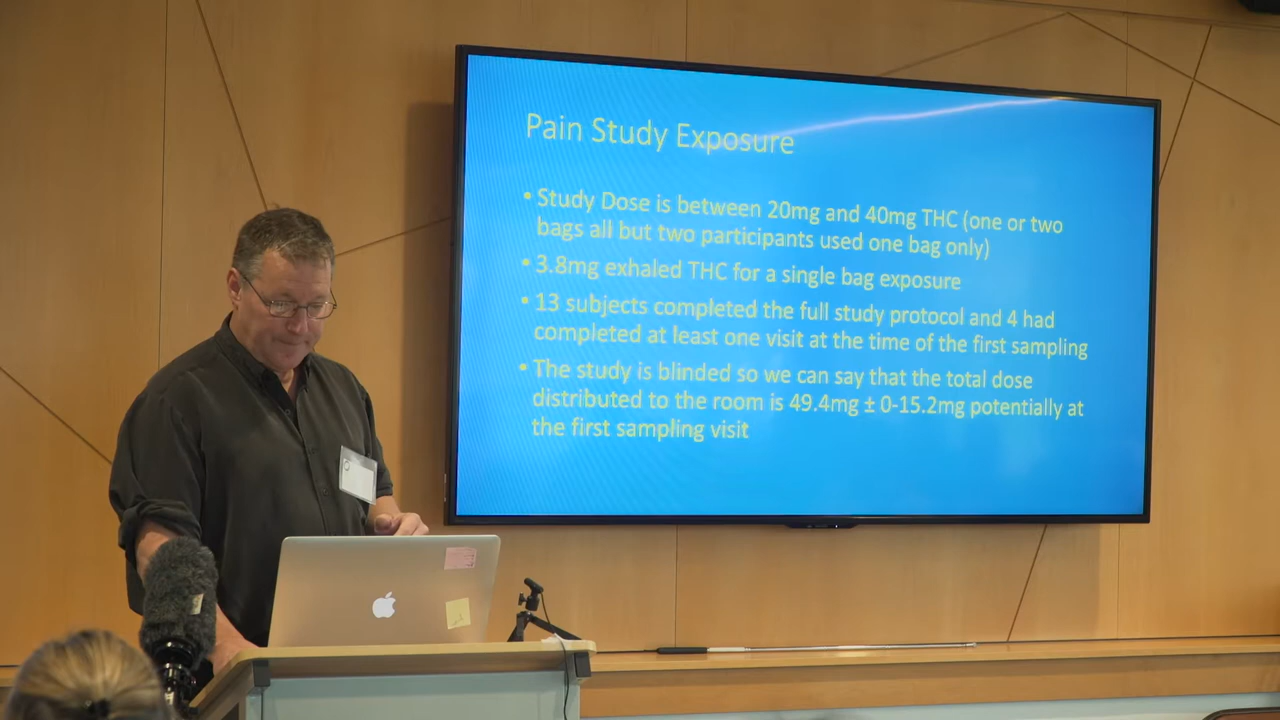 Pain Study Exposure
• Study Dose is between 20mg and 40mg THC (one or two
bags all but two participants used one bag only)
• 3.8mg exhaled THC for a single bag exposure
• 13 subjects completed the full study protocol and 4 had
completed at least one visit at the time of the first sampling
• The study is blinded so we can say that the total dose
distributed to the room is 49.4mg ± 0-15.2mg potentially at
the first sampling visit